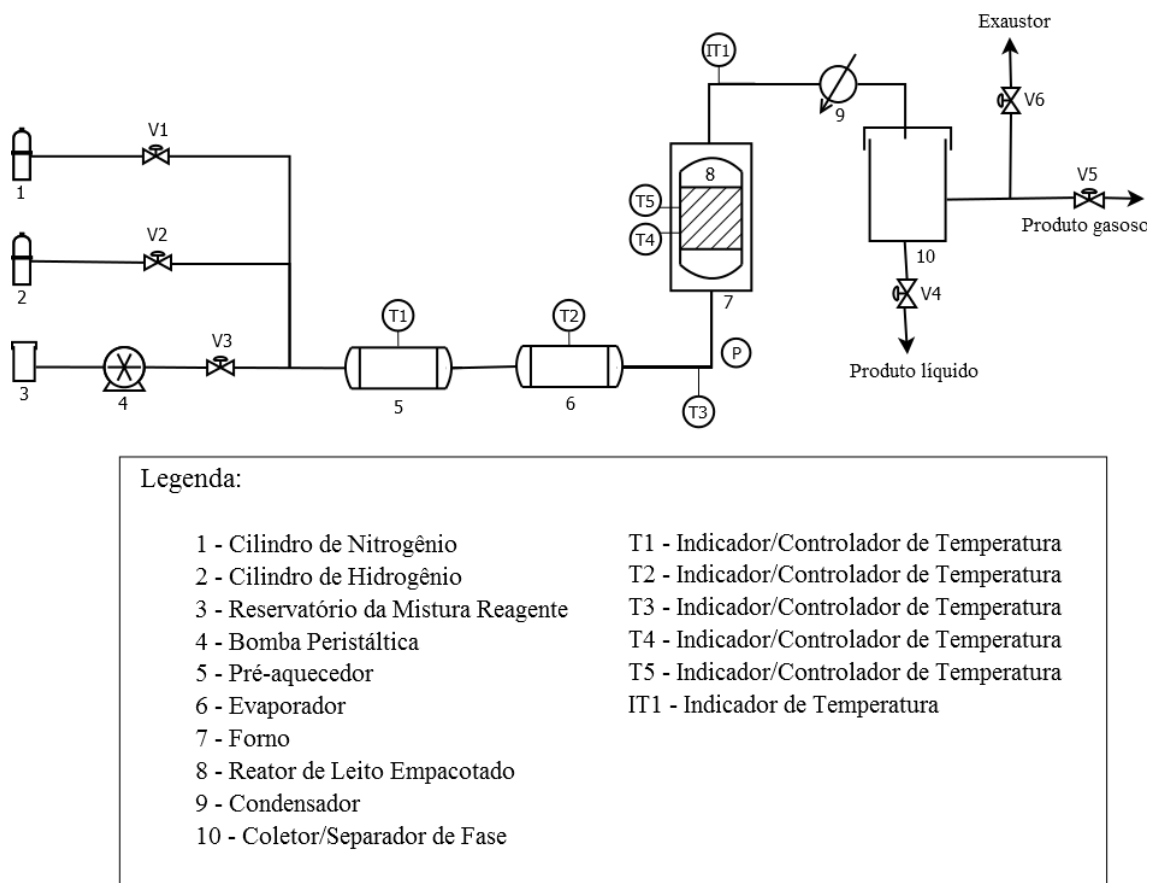 Exaustor
IT1
V6
9
V1
8
V5
1
T5
Produto gasoso
V2
T4
10
2
7
V4
T1
T2
V3
P
Produto líquido
3
4
5
6
T3
Legenda:
1 - Cilindro de Nitrogênio
2 - Cilindro de Hidrogênio
3 - Reservatório da Mistura Reagente
4 - Bomba Peristáltica
5 - Pré-aquecedor
6 - Evaporador
7 - Forno
8 - Reator de Leito Empacotado
9 - Condensador
10 - Coletor/Separador de Fase
T1 - Indicador/Controlador de Temperatura
T2 - Indicador/Controlador de Temperatura
T3 - Indicador/Controlador de Temperatura
T4 - Indicador/Controlador de Temperatura
T5 - Indicador/Controlador de Temperatura
IT1 - Indicador de Temperatura